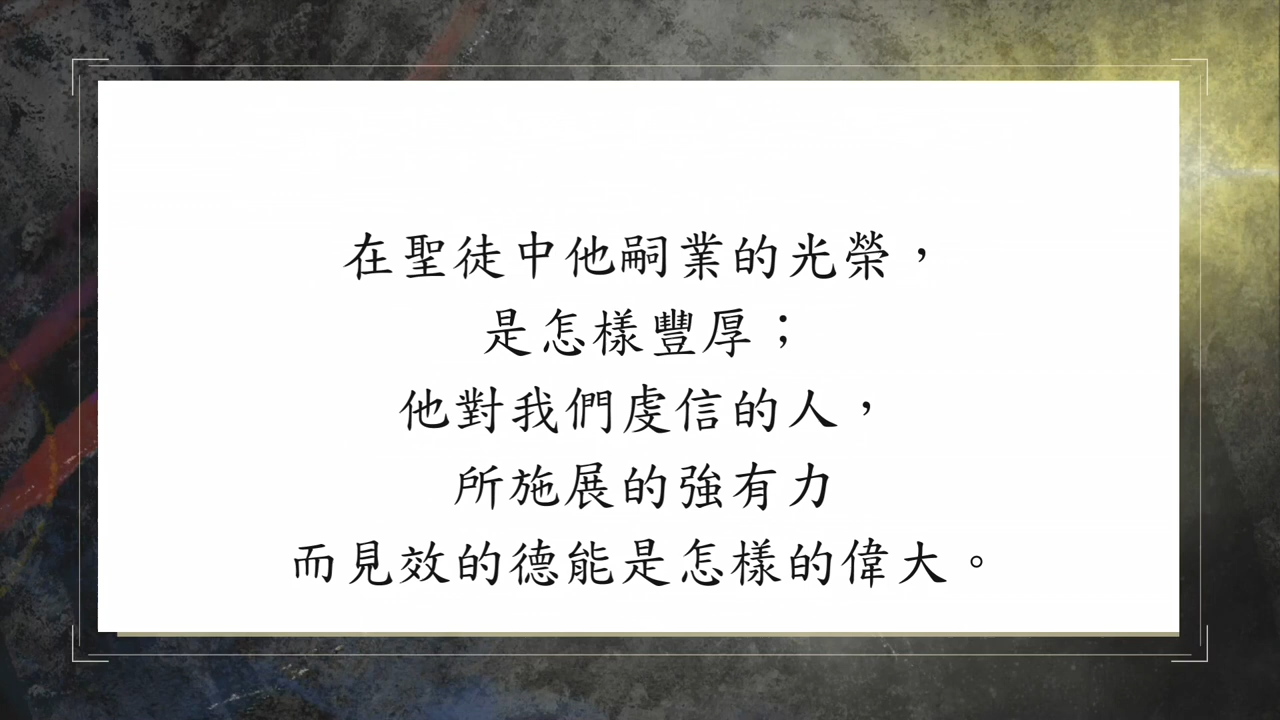 在聖徒中他嗣業的光榮，
是怎樣豐厚；
他對我們虔信的人，
所施展的強有力
而見效的德能是怎樣的偉大。